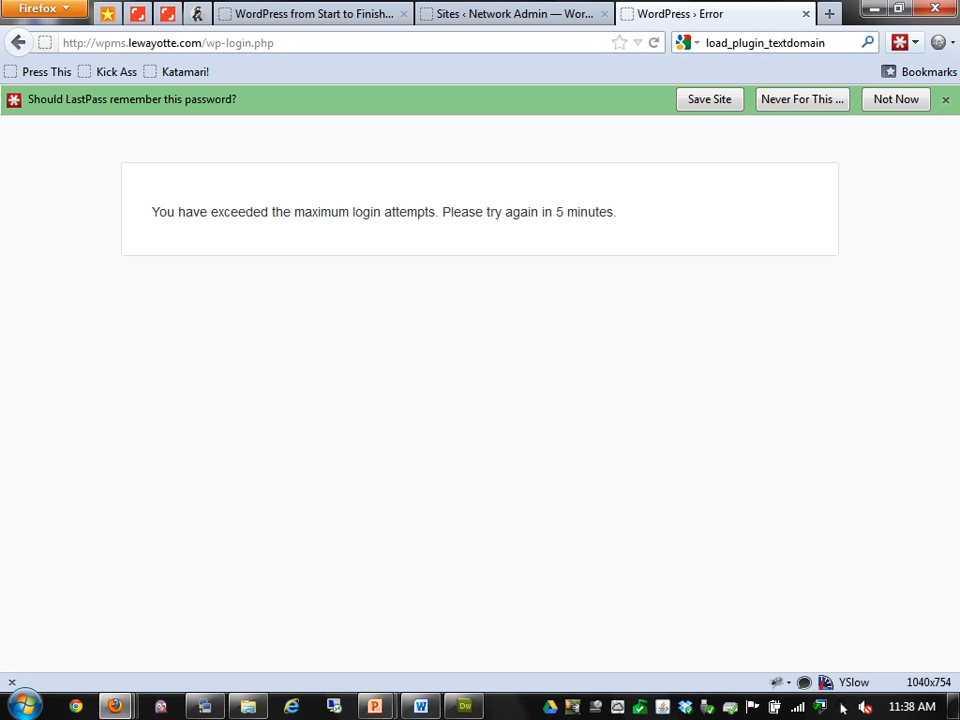 Firefox
WordPress from Start to Finish...
Sites ‹ Network Admin — Wor...
WordPress › Error
http://wpms.lewayotte.com/wp-login.php
load_plugin_textdomain
Press This
Kick Ass
Katamari!
Bookmarks
Should LastPass remember this password?
Save Site
Never For This ...
Not Now
You have exceeded the maximum login attempts. Please try again in 5 minutes.
YSlow
1040x754
P
W
Dw
11:38 AM